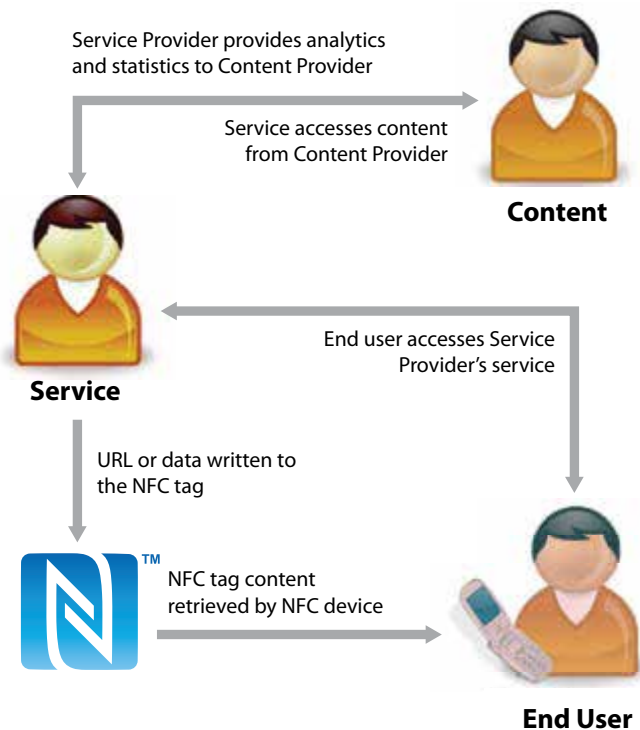 Service Provider provides analytics
and statistics to Content Provider
Service accesses content
from Content Provider
Content
End user accesses Service
Provider's service
Service
URL or data written to
the NFC tag
TM
NFC tag content
retrieved by NFC device
End User